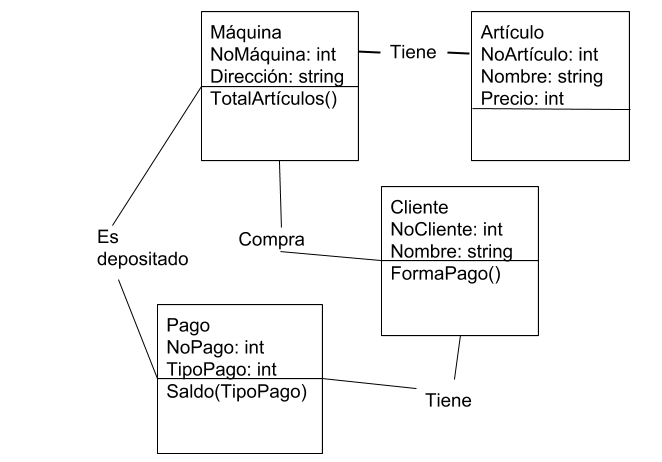 Máquina
NoMáquina: int
Dirección: string
TotalArtículos()
Tiene
Artículo
NoArtículo: int
Nombre: string
Precio: int
Es
depositado
Compra
Cliente
NoCliente: int
Nombre: string
FormaPago()
Pago
NoPago: int
TipoPago: int
Saldo(TipoPago)
Tiene